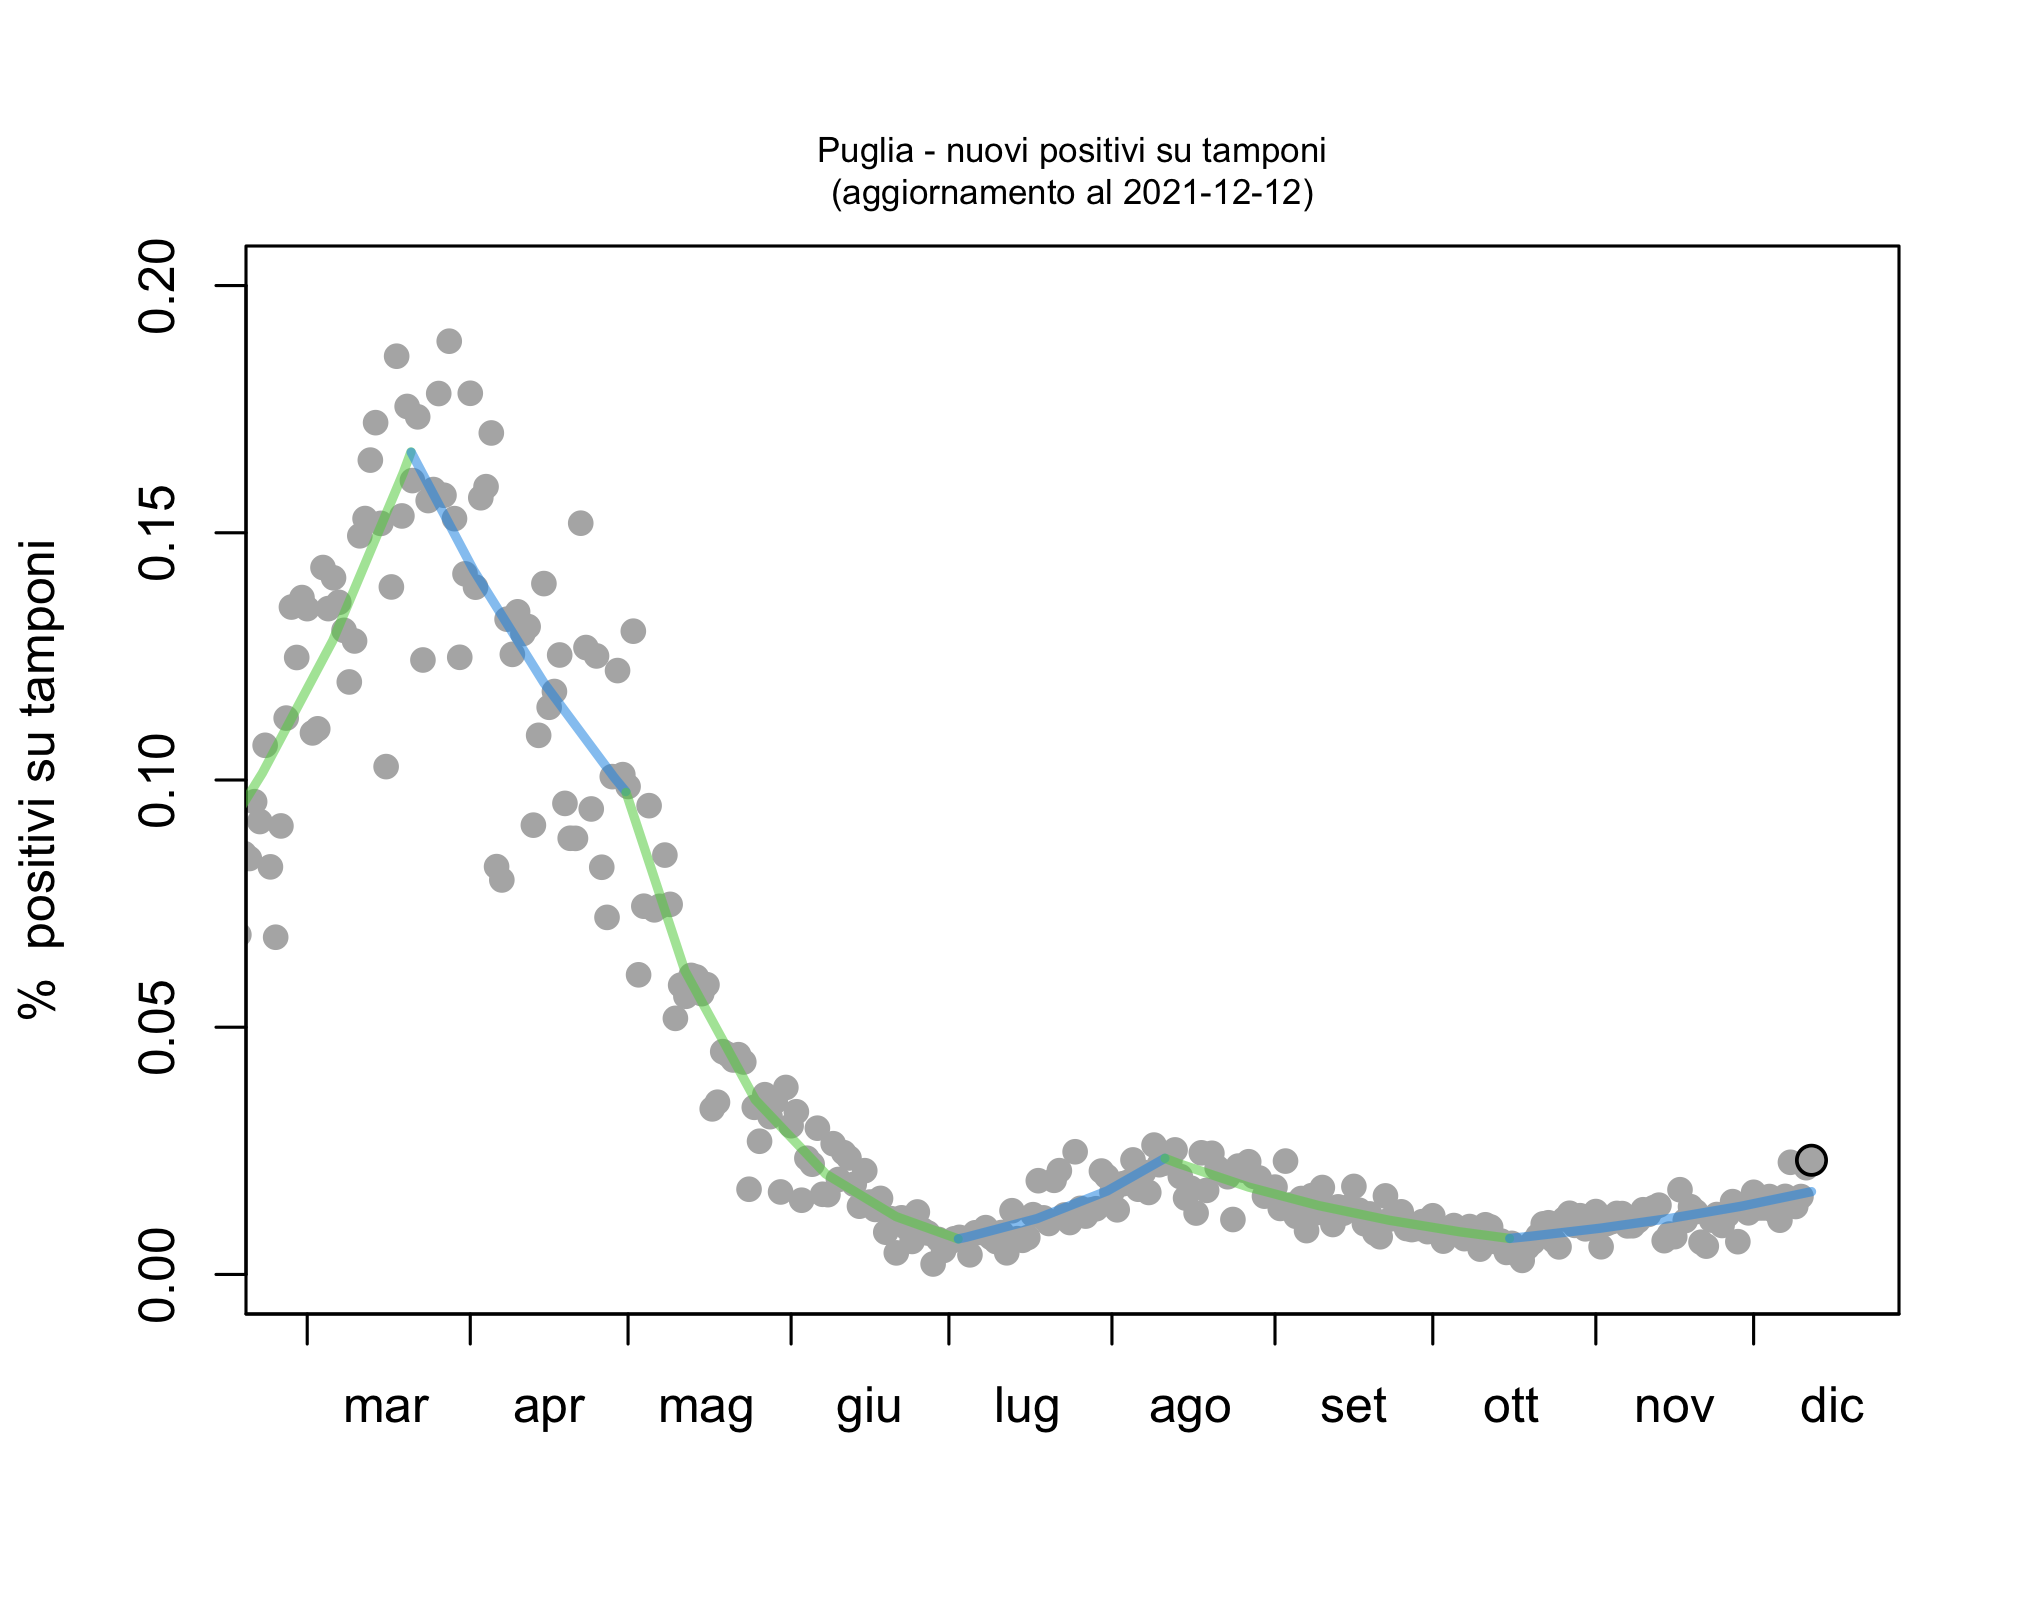 Puglia - nuovi positivi su tamponi
(aggiornamento al 2021-12-12)
% positivi su tamponi
0.20
0.15
0.10
0.05
0.00
mar apr mag giu lug ago set ott nov dic